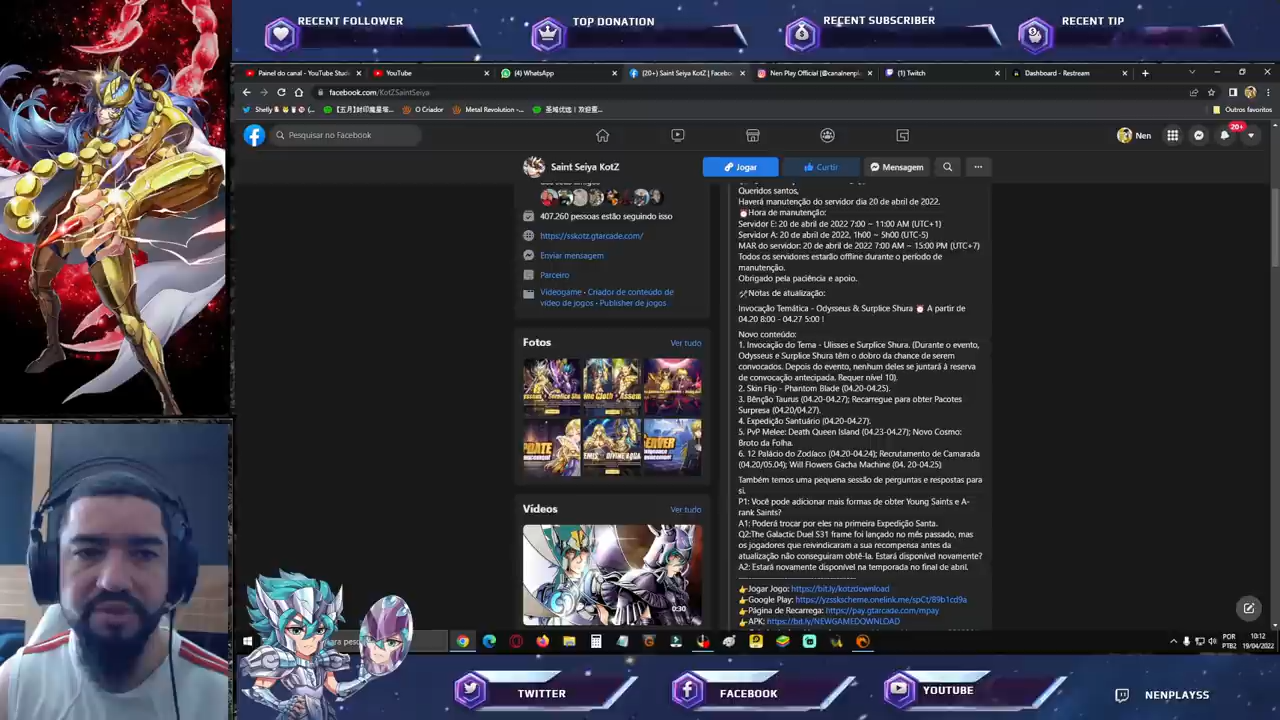 RECENT FOLLOWER
TOP DONATION
RECENT SUBSCRIBER
RECENT TIP
Painel do canal - YouTube Stud
YouTube
(4) WhatsApp
(20+) Saint Seiya KotZ | Facebo
Nen Play Official (@canalnenpl
(1) Twitch
Dashboard - Restream
facebook.com/KotZSaintSeiya
O Criador
Metal Revolution -...
Outros favoritos
Pesquisar no Facebook
Nen
20+
Saint Seiya KotZ
Jogar
Curtir
Mensagem
407.260 pessoas estão seguindo isso
https://sskotz.gtarcade.com/
Enviar mensagem
Parceiro
Videogame · Criador de conteúdo de
vídeo de jogos · Publisher de jogos
Fotos
Ver tudo
Vídeos
Ver tudo
0:30
Queridos santos,
Haverá manutenção do servidor dia 20 de abril de 2022.
⏰Hora de manutenção:
Servidor E: 20 de abril de 2022 7:00 ~ 11:00 AM (UTC+1)
Servidor A: 20 de abril de 2022, 1h00 ~ 5h00 (UTC-5)
MAR do servidor: 20 de abril de 2022 7:00 AM ~ 15:00 PM (UTC+7)
Todos os servidores estarão offline durante o período de
manutenção.
Obrigado pela paciência e apoio.
🛠Notas de atualização:
Invocação Temática - Odysseus & Surplice Shura ⏰ A partir de
04.20 8:00 - 04.27 5:00 !
Novo conteúdo:
1. Invocação do Tema - Ulisses e Surplice Shura. (Durante o evento,
Odysseus e Surplice Shura têm o dobro da chance de serem
convocados. Depois do evento, nenhum deles se juntará à reserva
de convocação antecipada. Requer nível 10).
2. Skin Flip - Phantom Blade (04.20-04.25).
3. Bênção Taurus (04.20-04.27); Recarregue para obter Pacotes
Surpresa (04.20/04.27).
4. Expedição Santuário (04.20-04.27).
5. PvP Melee: Death Queen Island (04.23-04.27); Novo Cosmo:
Broto da Folha.
6. 12 Palácio do Zodíaco (04.20-04.24); Recrutamento de Camarada
(04.20/05.04); Will Flowers Gacha Machine (04. 20-04.25)
Também temos uma pequena sessão de perguntas e respostas para
si.
P1: Você pode adicionar mais formas de obter Young Saints e A-
rank Saints?
A1: Poderá trocar por eles na primeira Expedição Santa.
Q2:The Galactic Duel S31 frame foi lançado no mês passado, mas
os jogadores que reivindicaram a sua recompensa antes da
atualização não conseguiram obtê-la. Estará disponível novamente?
A2: Estará novamente disponível na temporada no final de abril.
👉Jogar Jogo: https://bit.ly/kotzdownload
👉Google Play: https://yzsskscheme.onelink.me/spCt/89b1cd9a
👉Página de Recarrega: https://pay.gtarcade.com/mpay
👉APK: https://bd.ly/NEWGAMEDOWNLOAD
POR
PTB2
10:12
19/04/2022
TWITTER
FACEBOOK
YOUTUBE
NENPLAYSS